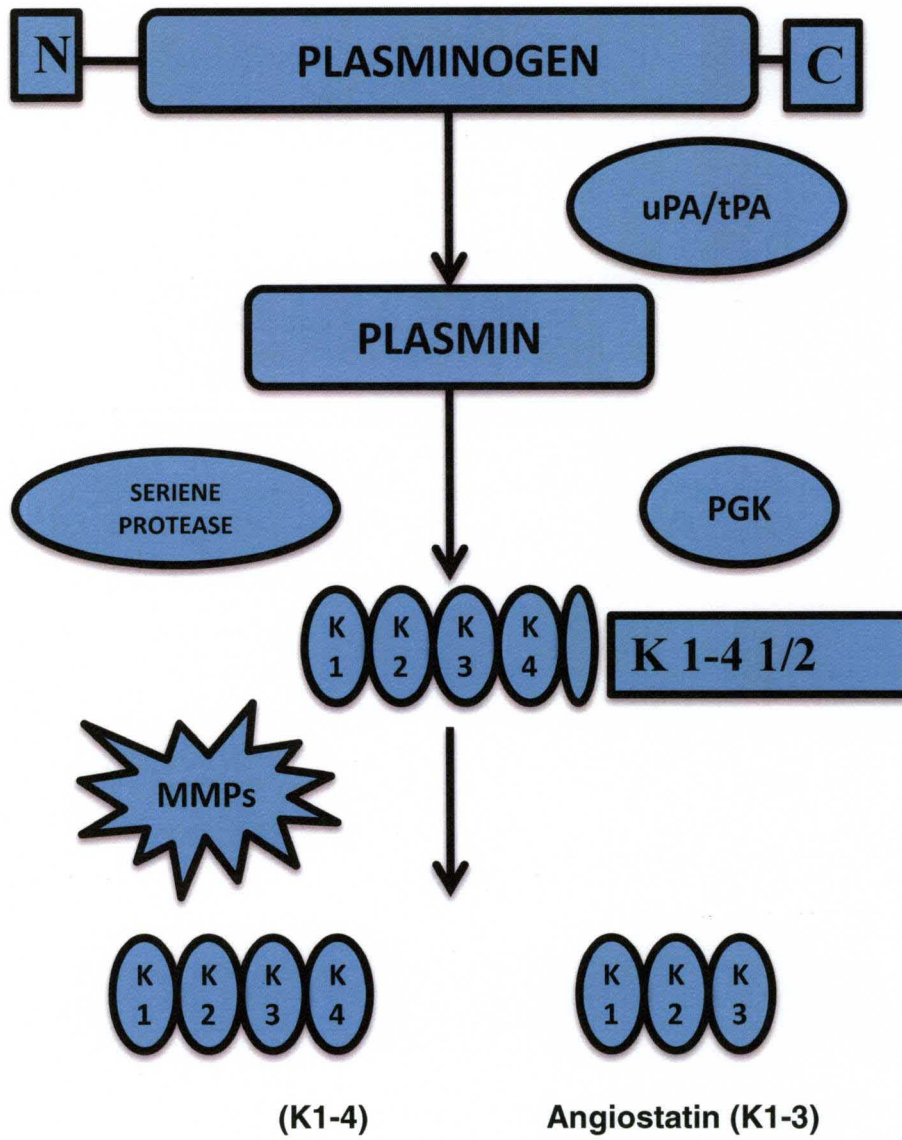 N PLASMINOGEN C
uPA/tPA
PLASMIN
SERIENE
PROTEASE
PGK
K K K K
1 2 3 4
K 1-4 1/2
MMPs
K K K K
1 2 3 4
K K K
1 2 3
(K1-4)
Angiostatin (K1-3)